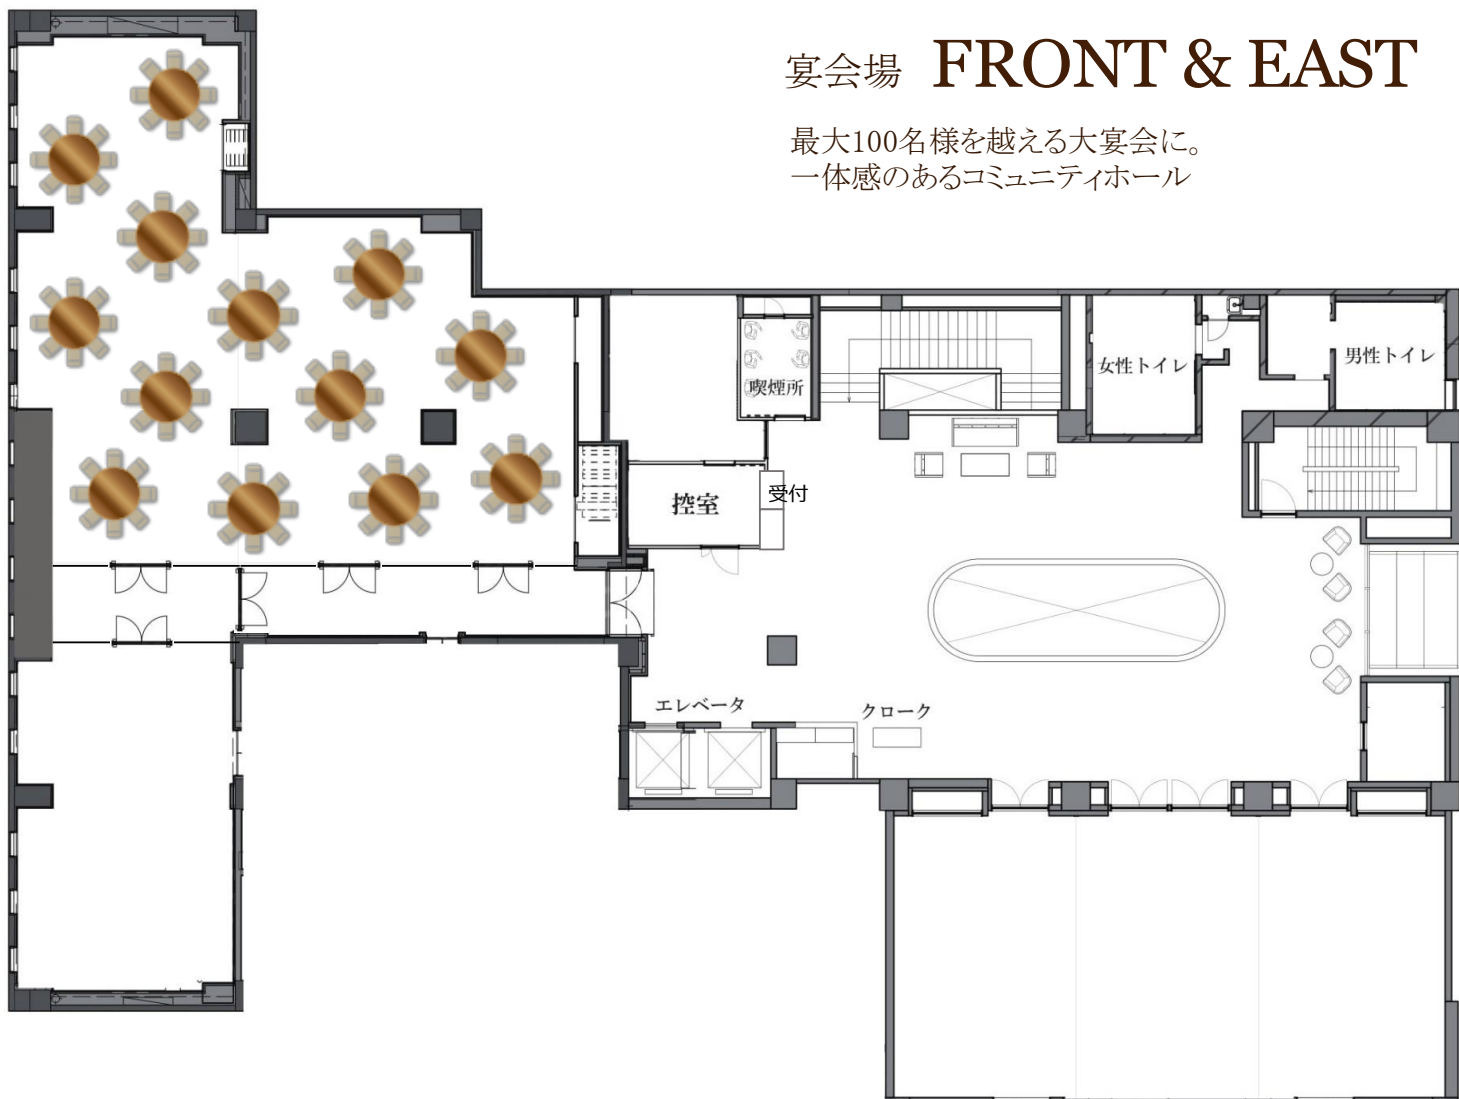 宴会場 FRONT & EAST
最大100名様を越える大宴会に。
一体感のあるコミュニティホール
喫煙所
女性トイレ
男性トイレ
控室
受付
エレベータ
クローク